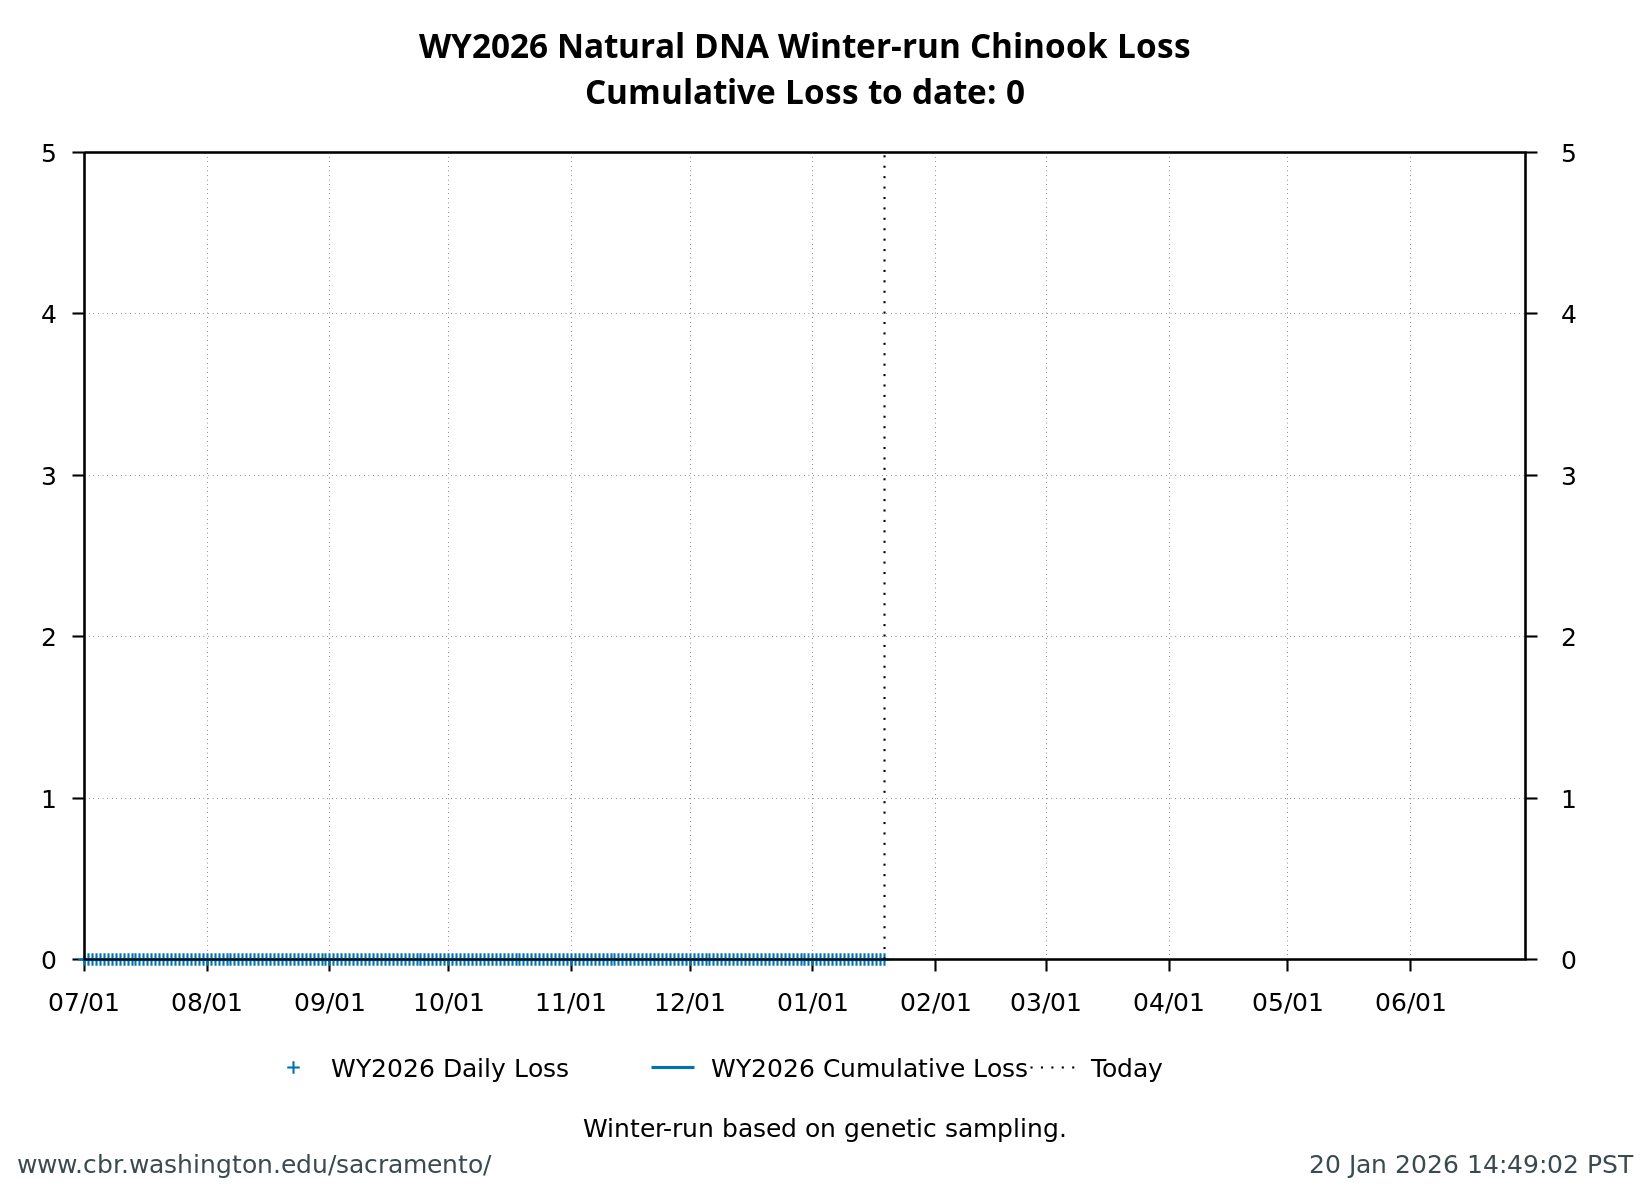 WY2026 Natural DNA Winter-run Chinook Loss
Cumulative Loss to date: 0
5 5
4 4
3 3
2 2
1 1
0 0
07/01 08/01 09/01 10/01 11/01 12/01 01/01 02/01 03/01 04/01 05/01 06/01
WY2026 Daily Loss WY2026 Cumulative Loss Today
Winter-run based on genetic sampling.
www.cbr.washington.edu/sacramento/ 20 Jan 2026 14:49:02 PST